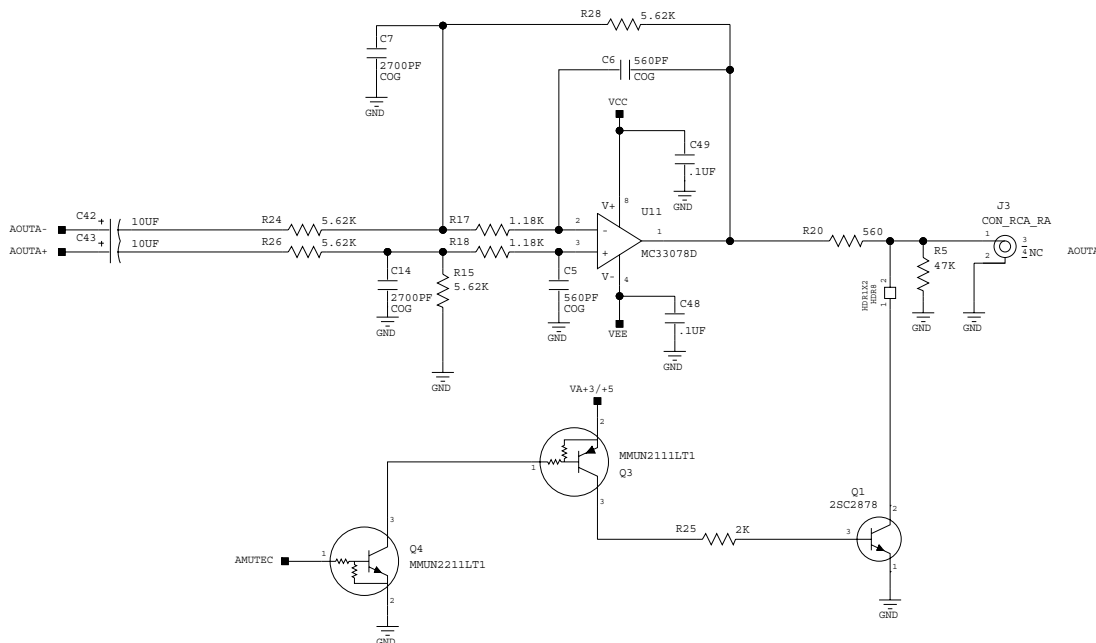 R28 5.62K
C7
2700PF
COG
GND
C6 560PF
COG
VCC
C49
.1UF
GND
V+ 8
U11
C42 + 10UF
AOUTA-
R24 5.62K
R17 1.18K
2
-
C43 + 10UF
AOUTA+
R26 5.62K
R18 1.18K
3
+
1
MC33078D
V- 4
R20 560
J3
CON_RCA_RA
1
2
3
4
NC
AOUTA
R5
47K
GND
GND
C14
2700PF
COG
GND
R15
5.62K
GND
C5
560PF
COG
GND
C48
.1UF
GND
VEE
HDR1X2
HDR8
2
1
VA+3/+5
2
MMUN2111LT1
Q3
1
3
R25 2K
Q1
2SC2878
2
3
1
GND
AMUTEC
1
3
Q4
MMUN2211LT1
2
GND